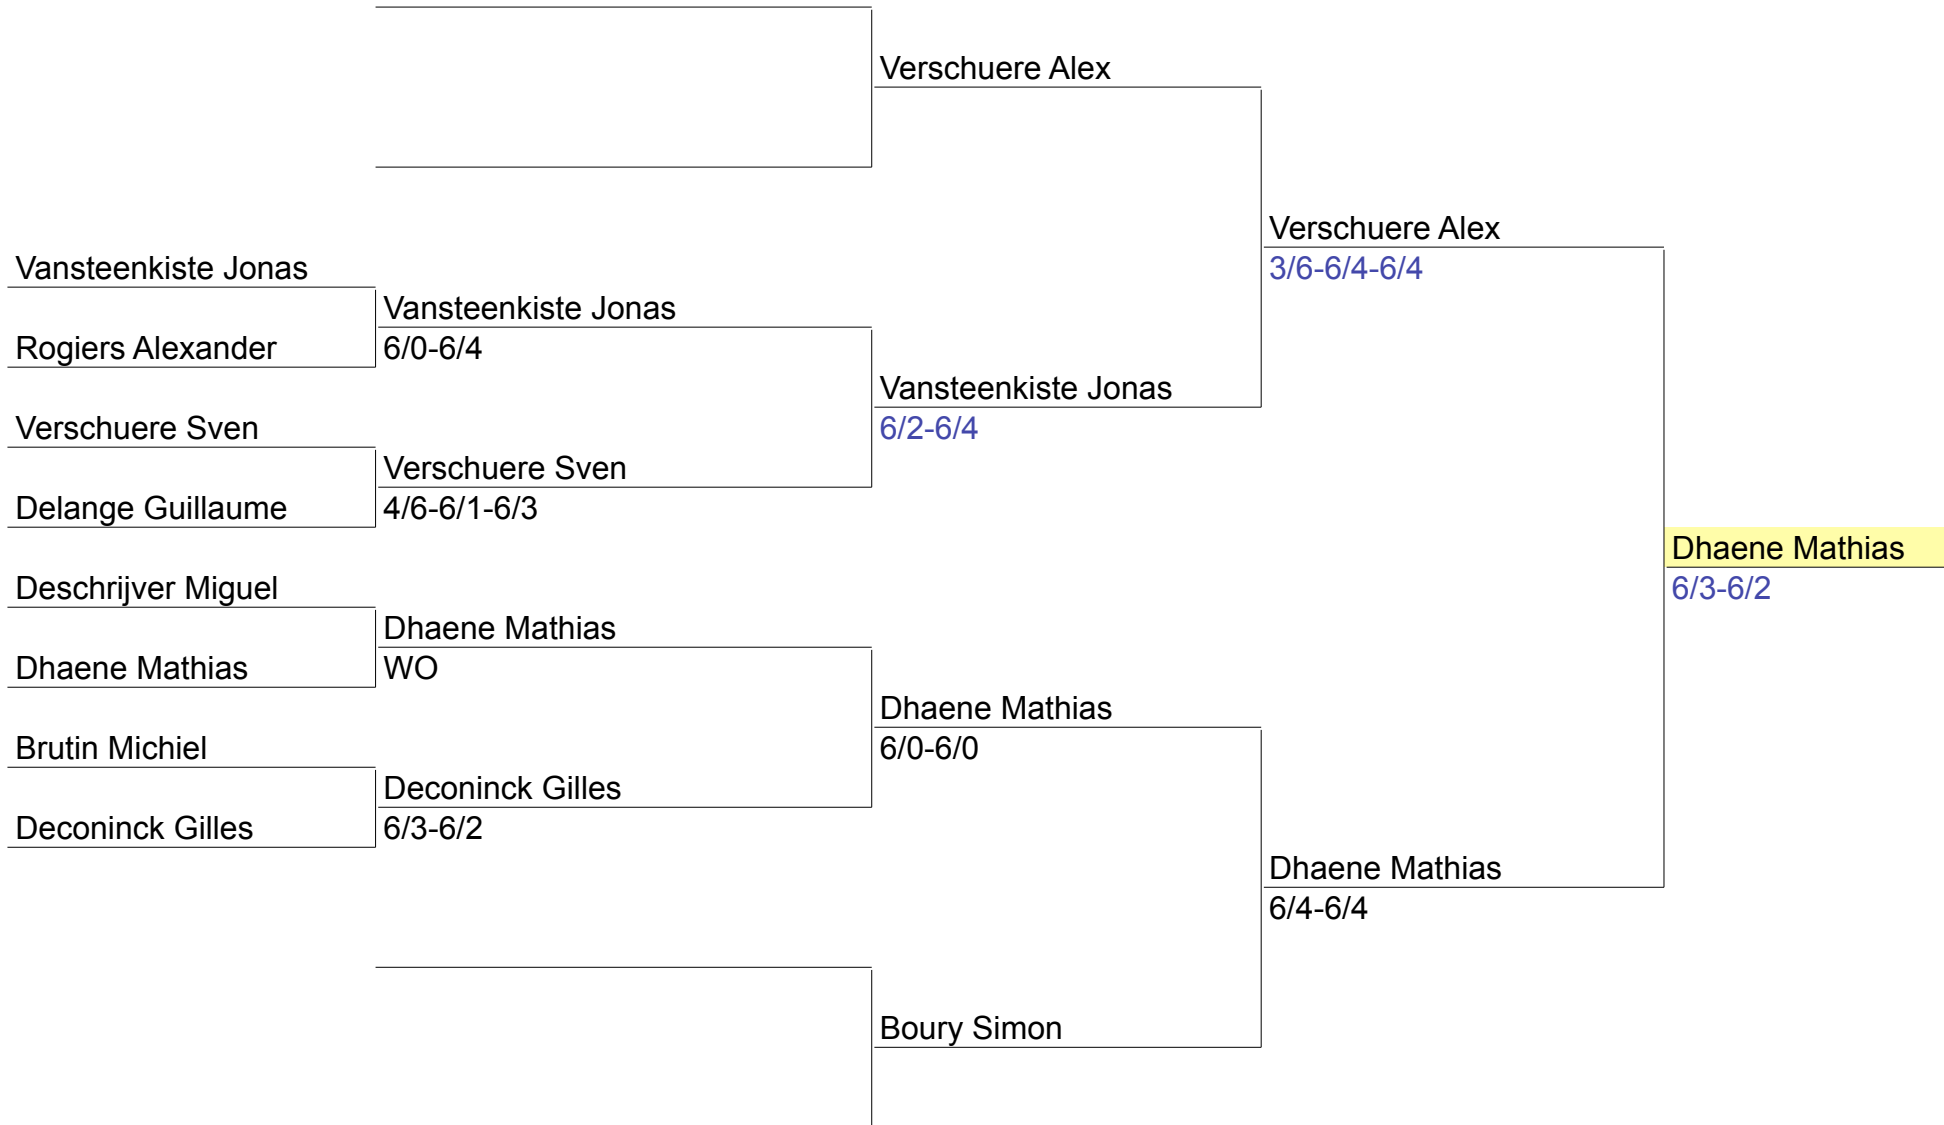 Verschuere Alex
Verschuere Alex
3/6-6/4-6/4
Vansteenkiste Jonas
Vansteenkiste Jonas
6/0-6/4
Rogiers Alexander
Vansteenkiste Jonas
6/2-6/4
Verschuere Sven
Verschuere Sven
4/6-6/1-6/3
Delange Guillaume
Dhaene Mathias
6/3-6/2
Deschrijver Miguel
Dhaene Mathias
WO
Dhaene Mathias
Dhaene Mathias
6/0-6/0
Brutin Michiel
Deconinck Gilles
6/3-6/2
Deconinck Gilles
Dhaene Mathias
6/4-6/4
Boury Simon